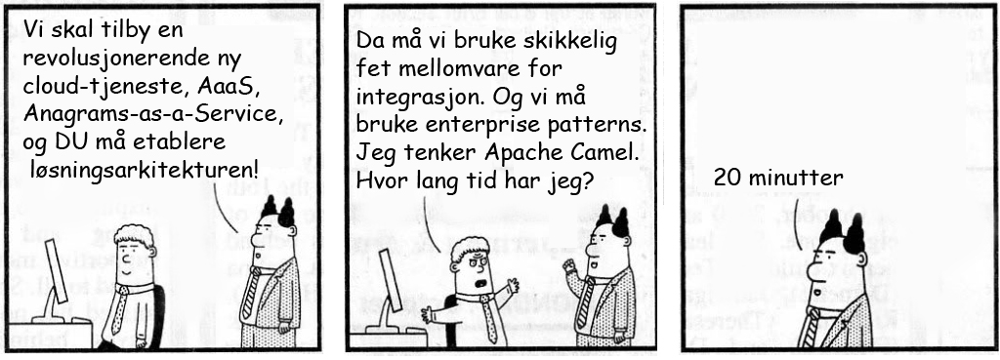 Vi skal tilby en
revolusjonerende ny
cloud-tjeneste, AaaS,
Anagrams-as-a-Service,
og DU må etablere
løsningsarkitekturen!
Da må vi bruke skikkelig
fet mellomvare for
integrasjon. Og vi må
bruke enterprise patterns.
Jeg tenker Apache Camel.
Hvor lang tid har jeg?
20 minutter